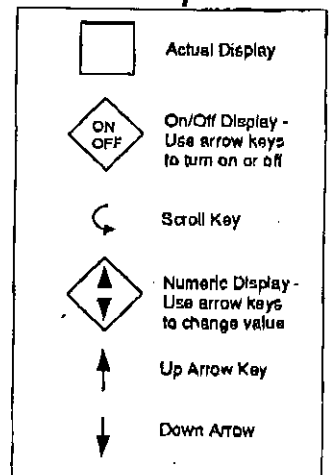 Actual Display
ON
OFF
On/Off Display -
Use arrow keys
to turn on or off
Scroll Key
Numeric Display -
Use arrow keys
to change value
Up Arrow Key
Down Arrow